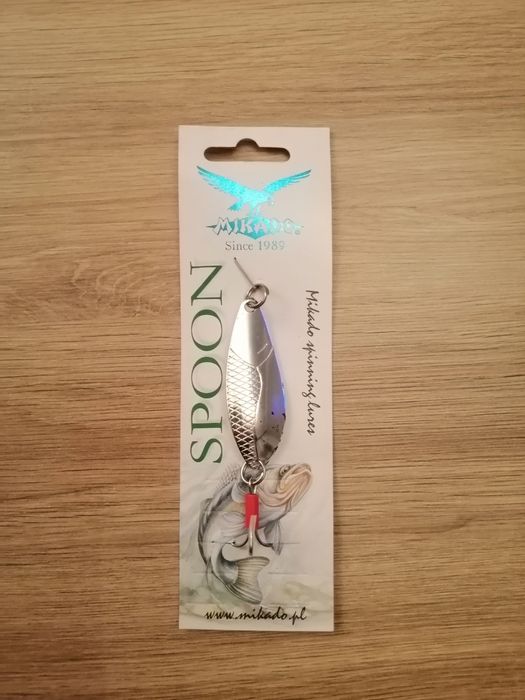 MIKADO®
Since 1989
SPOON
Mikado spinning lures
www.mikado.pl